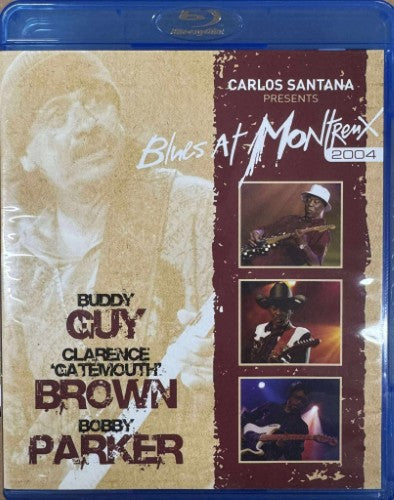 Blu-ray Disc
CARLOS SANTANA
PRESENTS
Blues AT MONTReUX
2004
BUDDY
GUY
CLARENCE
'GATEMOUTH'
BROWN
BOBBY
PARKER